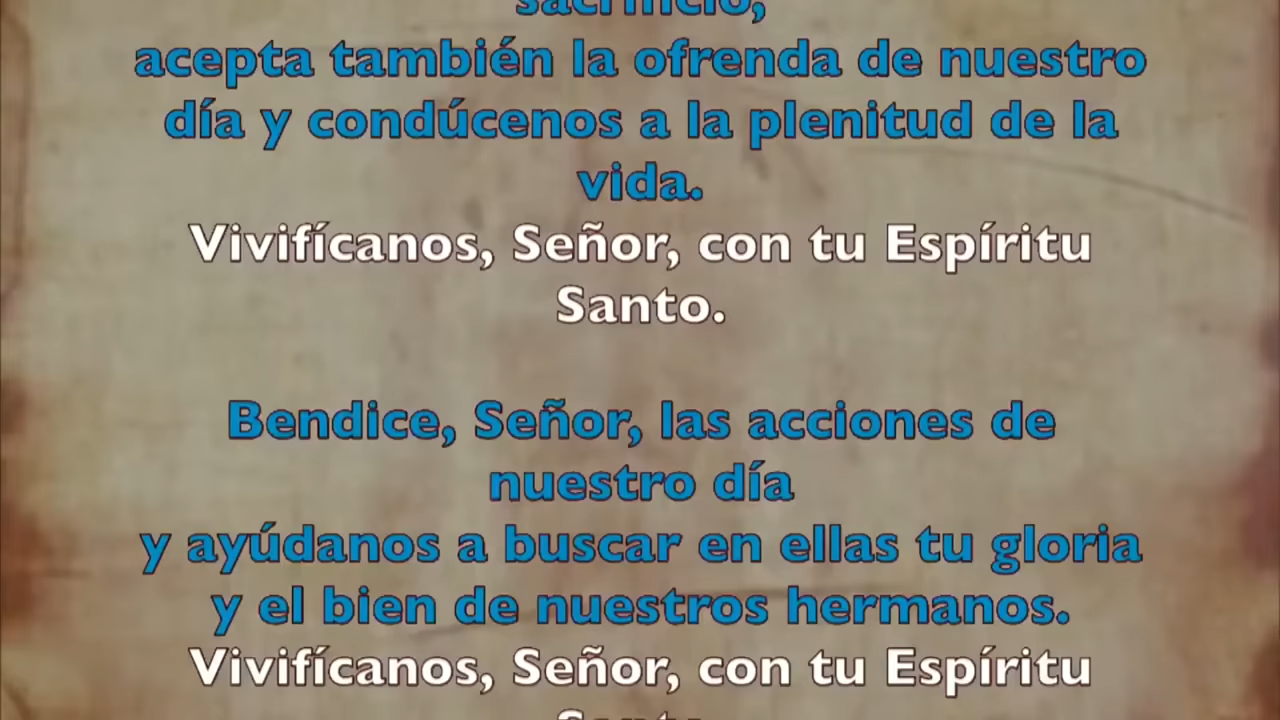 sacrificio,
acepta también la ofrenda de nuestro
día y condúcenos a la plenitud de la
vida.
Vivifícanos, Señor, con tu Espíritu
Santo.
Bendice, Señor, las acciones de
nuestro día
y ayúdanos a buscar en ellas tu gloria
y el bien de nuestros hermanos.
Vivifícanos, Señor, con tu Espíritu